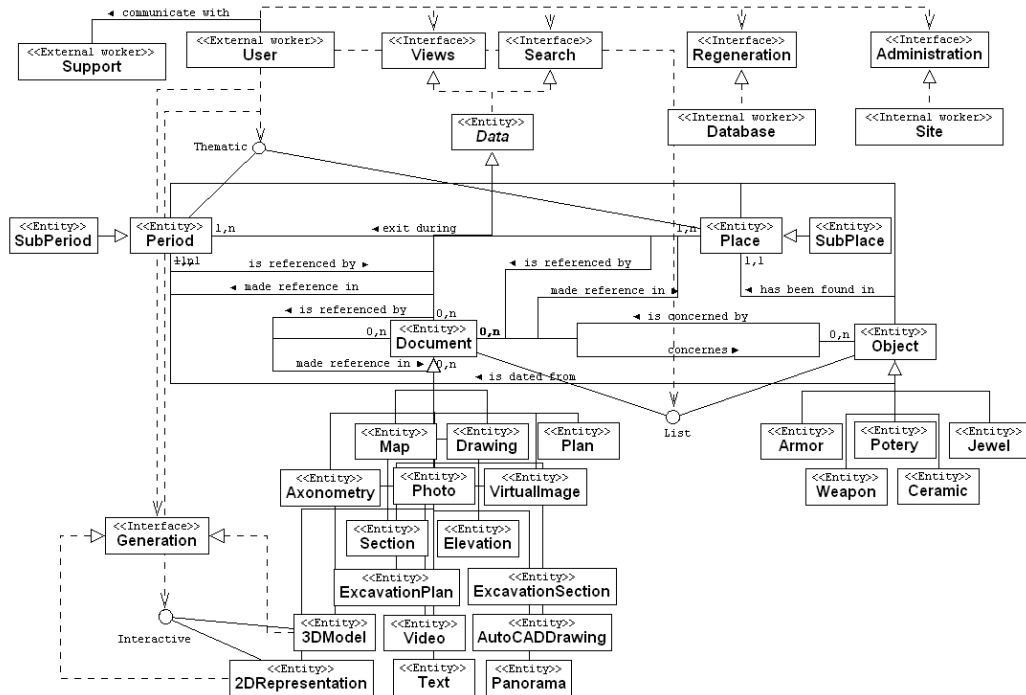 ◄ communicate with
<<External worker>>
Support
<<External worker>>
User
<<Interface>>
Views
<<Interface>>
Search
<<Interface>>
Regeneration
<<Interface>>
Administration
<<Entity>>
Data
<<Internal worker>>
Database
<<Internal worker>>
Site
Thematic
<<Entity>>
SubPeriod
<<Entity>>
Period
1,n
◄ exit during
1,n
<<Entity>>
Place
<<Entity>>
SubPlace
1,1
is referenced by ►
◄ is referenced by
◄ made reference in
made reference in ►
◄ has been found in
◄ is referenced by
0,n
0,n
<<Entity>>
Document
0,n
◄ is concerned by
concernes ►
0,n
<<Entity>>
Object
made reference in ►
0,n
◄ is dated from
List
<<Entity>>
Map
<<Entity>>
Drawing
<<Entity>>
Plan
<<Entity>>
Armor
<<Entity>>
Potery
<<Entity>>
Jewel
<<Entity>>
Axonometry
<<Entity>>
Photo
<<Entity>>
VirtualImage
<<Entity>>
Weapon
<<Entity>>
Ceramic
<<Interface>>
Generation
<<Entity>>
Section
<<Entity>>
Elevation
<<Entity>>
ExcavationPlan
<<Entity>>
ExcavationSection
Interactive
<<Entity>>
3DModel
<<Entity>>
Video
<<Entity>>
AutoCADDrawing
<<Entity>>
2DRepresentation
<<Entity>>
Text
<<Entity>>
Panorama